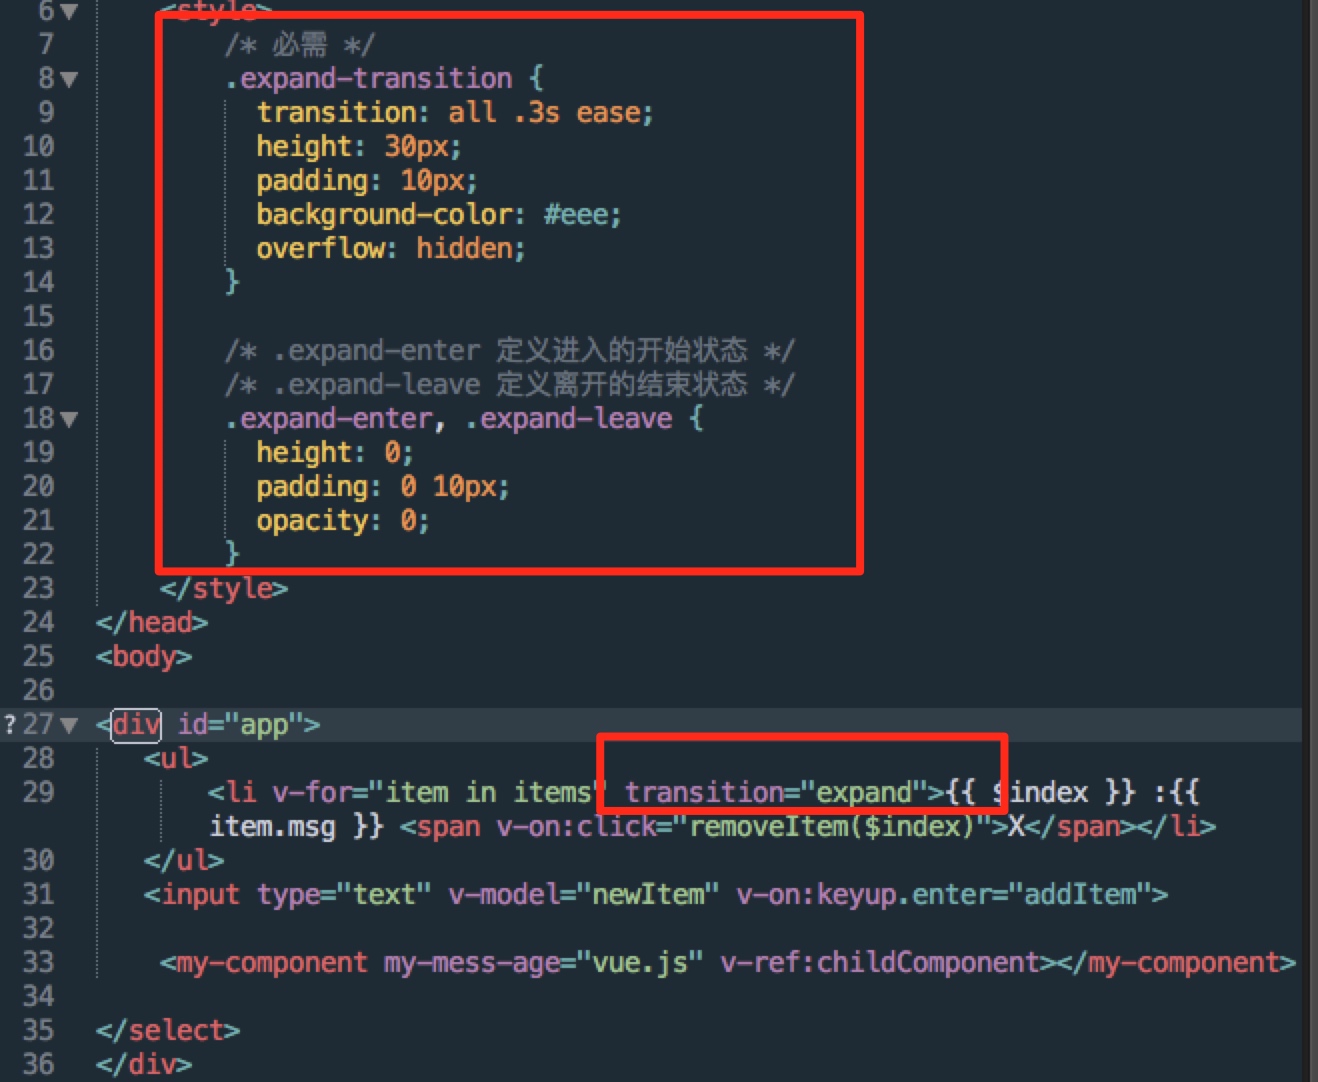 6 <style>
7 /* 必需 */
8 .expand-transition {
9 transition: all .3s ease;
10 height: 30px;
11 padding: 10px;
12 background-color: #eee;
13 overflow: hidden;
14 }
15
16 /* .expand-enter 定义进入的开始状态 */
17 /* .expand-leave 定义离开的结束状态 */
18 .expand-enter, .expand-leave {
19 height: 0;
20 padding: 0 10px;
21 opacity: 0;
22 }
23 </style>
24 </head>
25 <body>
26
?27 <div id="app">
28 <ul>
29 <li v-for="item in items" transition="expand">{{ $index }} :{{
item.msg }} <span v-on:click="removeItem($index)">X</span></li>
30 </ul>
31 <input type="text" v-model="newItem" v-on:keyup.enter="addItem">
32
33 <my-component my-mess-age="vue.js" v-ref:childComponent></my-component>
34
35 </select>
36 </div>